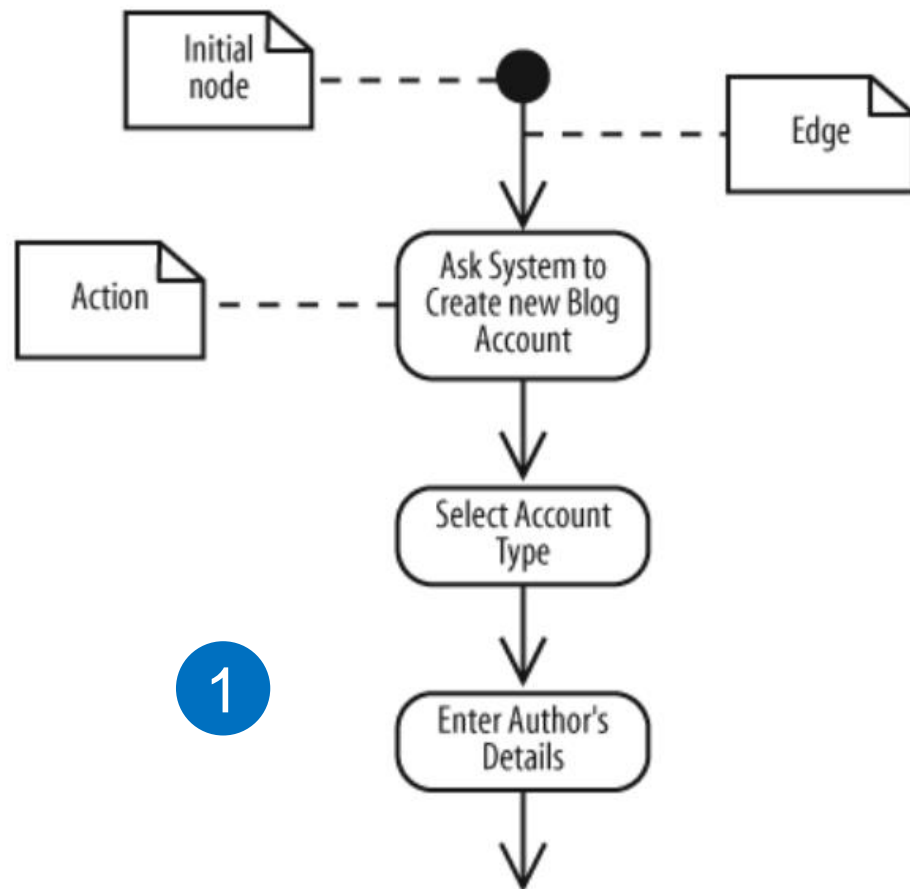 Initial
node
Edge
Action
Ask System to
Create new Blog
Account
Select Account
Type
1
Enter Author's
Details